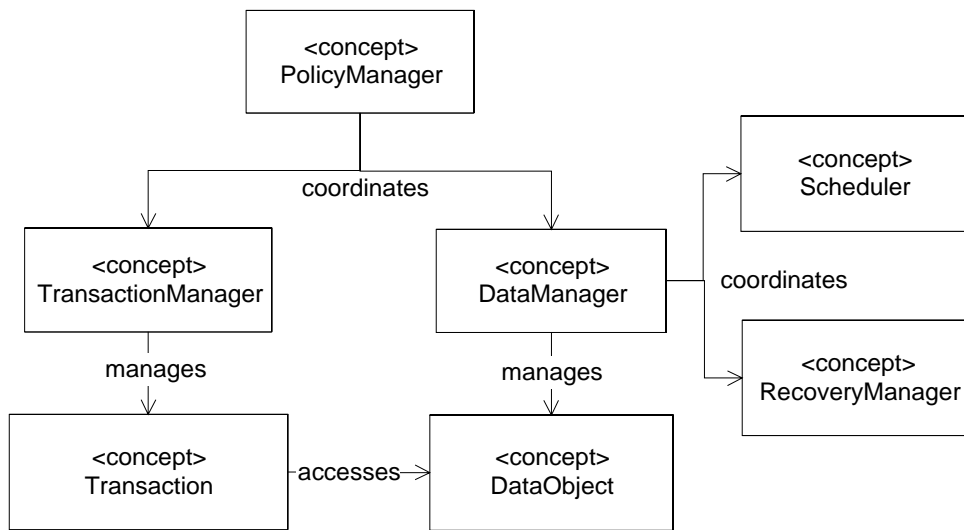 <concept>
PolicyManager
<concept>
Scheduler
coordinates
<concept>
TransactionManager
<concept>
DataManager
coordinates
manages
manages
<concept>
RecoveryManager
<concept>
Transaction
accesses
<concept>
DataObject